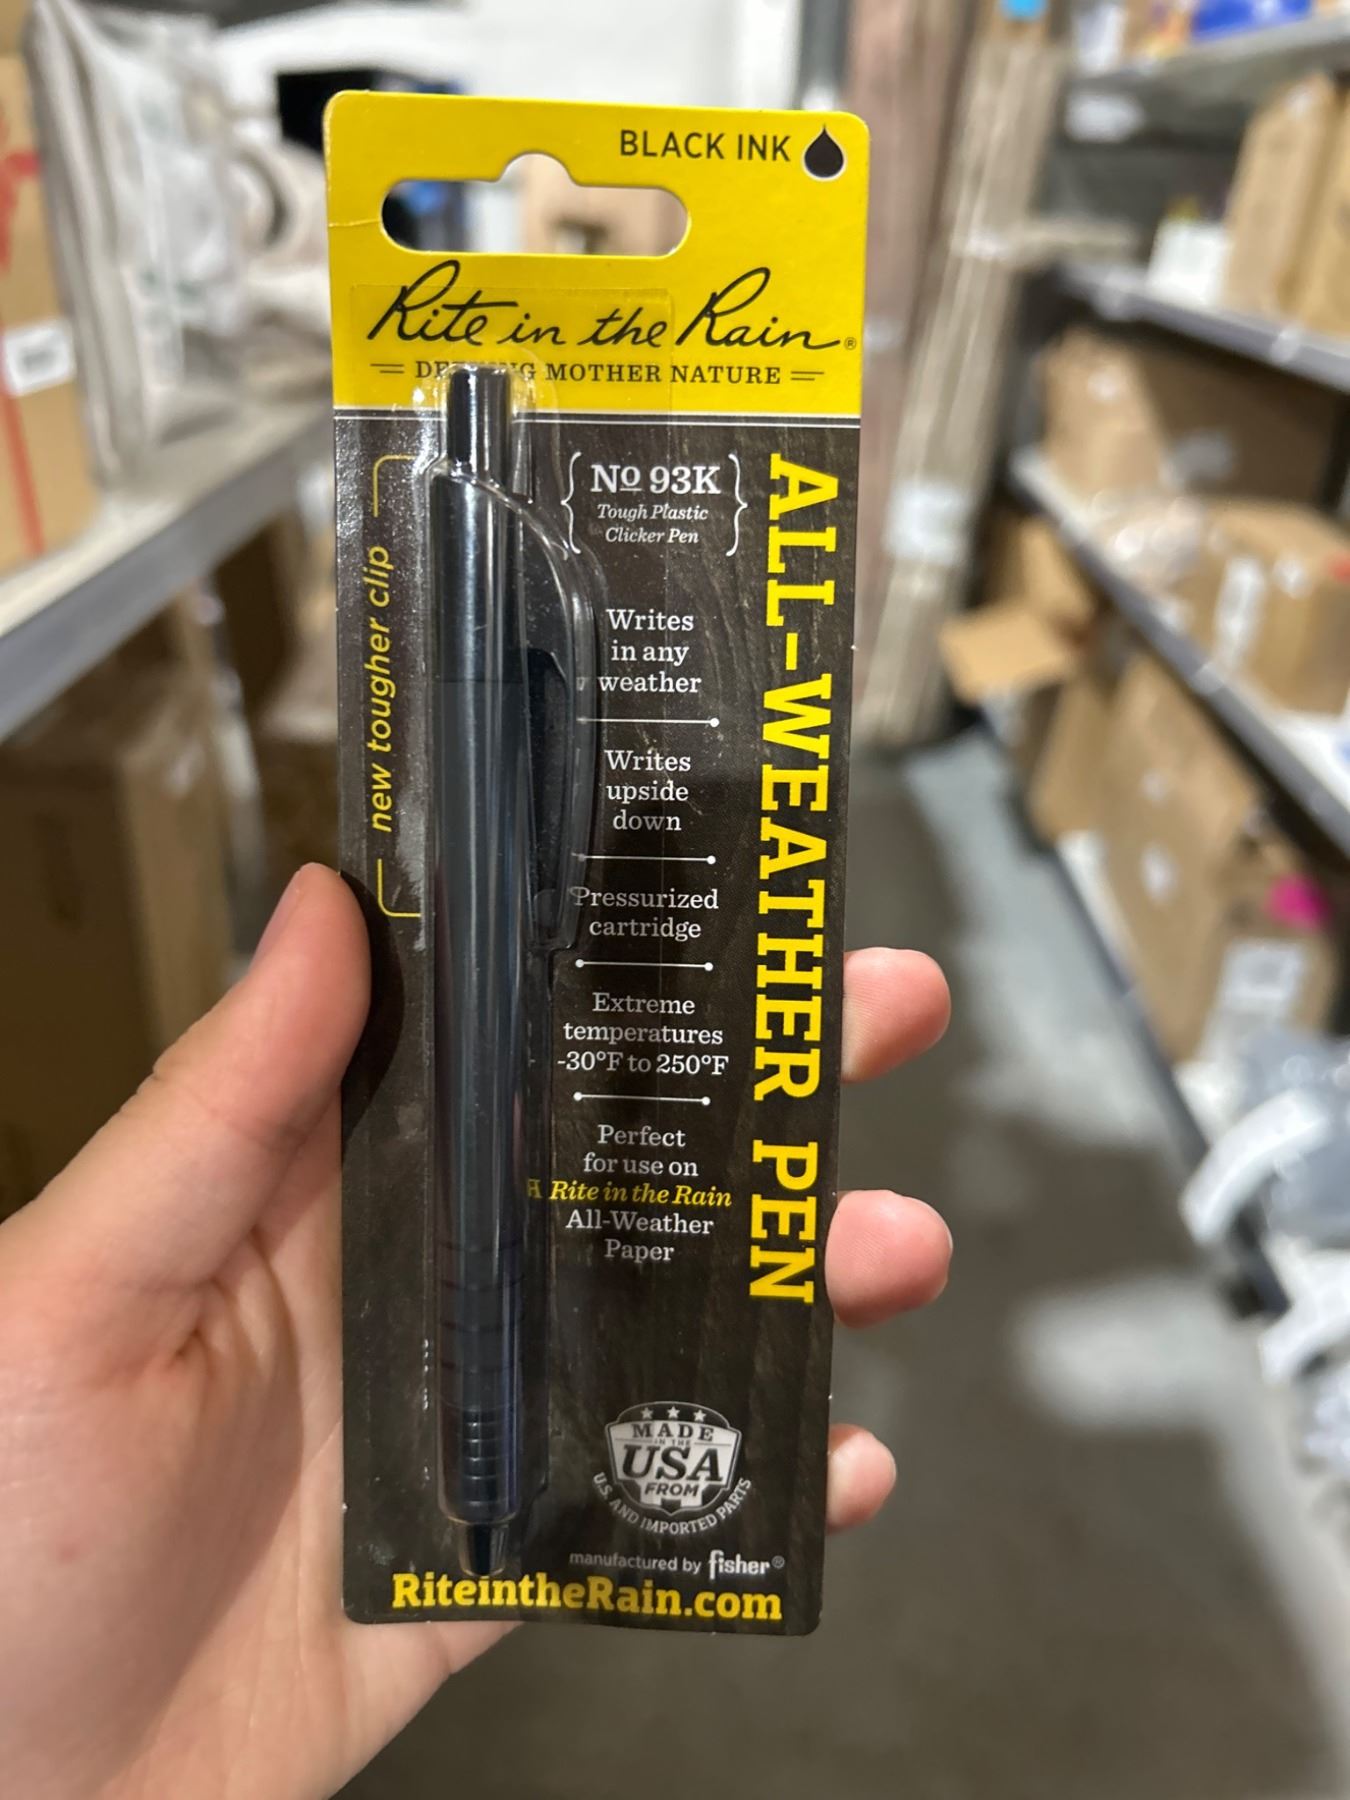 BLACK INK
Rite in the Rain®
MOTHER NATURE
No 93K
Tough Plastic
Clicker Pen
new tougher clip
ALL-WEATHER PEN
Writes
in any
weather
Writes
upside
down
Pressurized
cartridge
Extreme
temperatures
-30°F to 250°F
Perfect
for use on
Rite in the Rain
All-Weather
Paper
MADE
IN THE
USA
FROM
U.S. AND IMPORTED PARTS
manufactured by fisher®
RiteintheRain.com